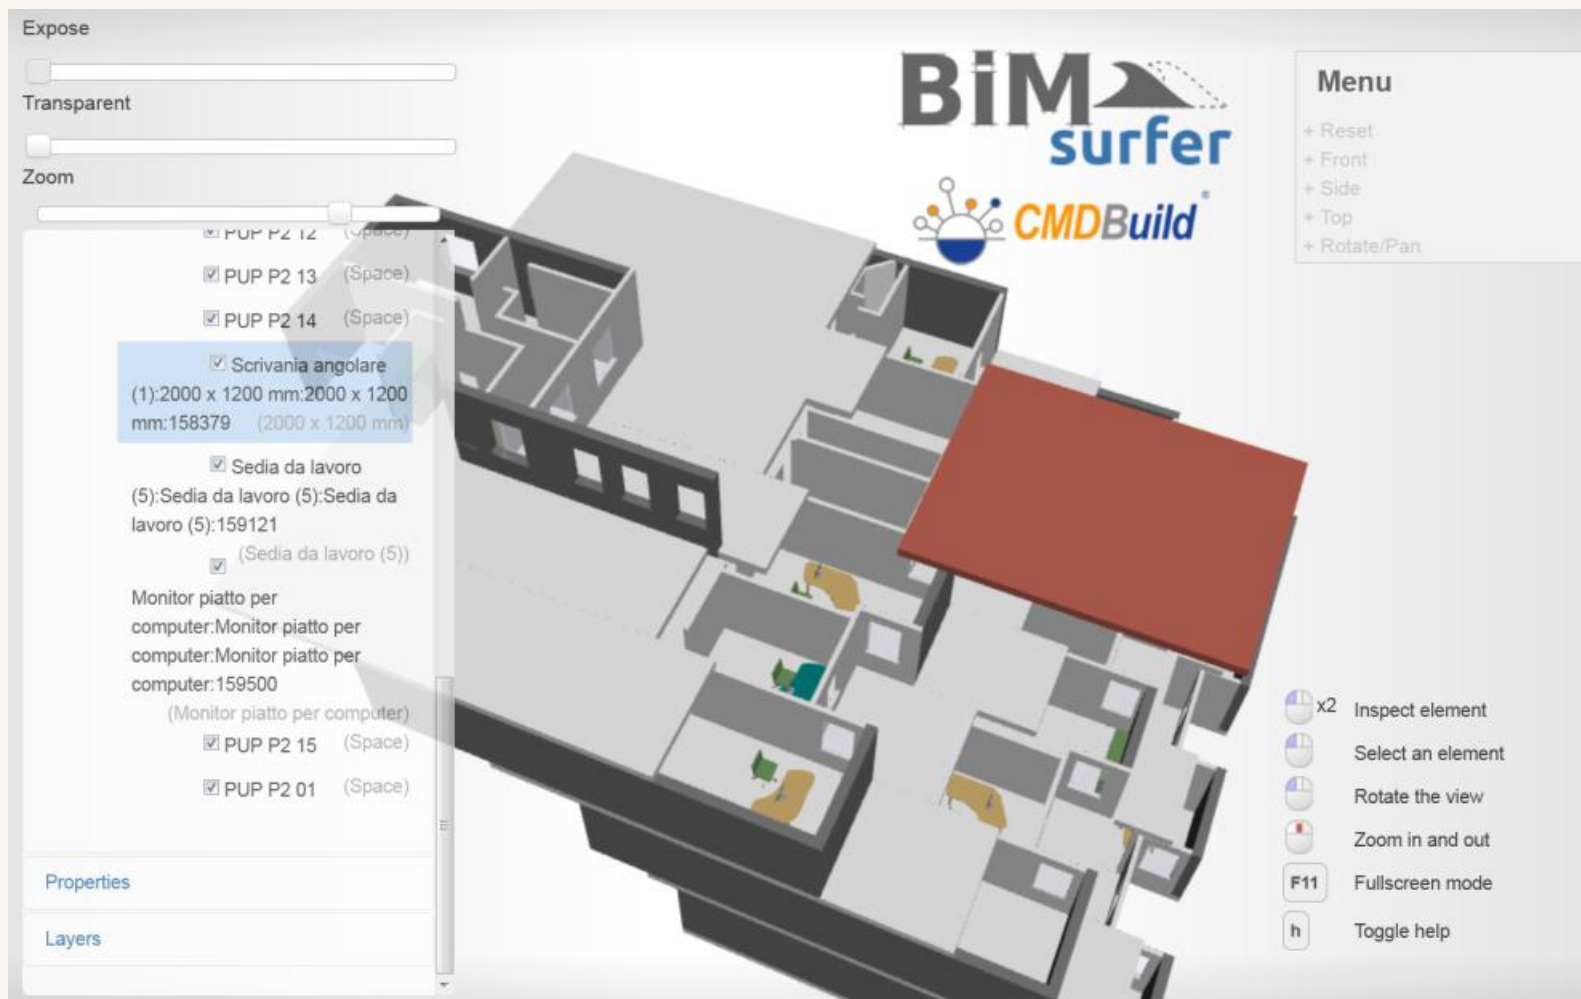 Expose
Transparent
Zoom
PUP P2 12 (Space)
PUP P2 13 (Space)
PUP P2 14 (Space)
Scrivania angolare
(1):2000 x 1200 mm:2000 x 1200
mm:158379 (2000 x 1200 mm)
Sedia da lavoro
(5):Sedia da lavoro (5):Sedia da
lavoro (5):159121
(Sedia da lavoro (5))
Monitor piatto per
computer:Monitor piatto per
computer:Monitor piatto per
computer:159500
(Monitor piatto per computer)
PUP P2 15 (Space)
PUP P2 01 (Space)
Properties
Layers
BiM
surfer
CMDBuild
Menu
+ Reset
+ Front
+ Side
+ Top
+ Rotate/Pan
x2 Inspect element
Select an element
Rotate the view
Zoom in and out
F11 Fullscreen mode
h Toggle help